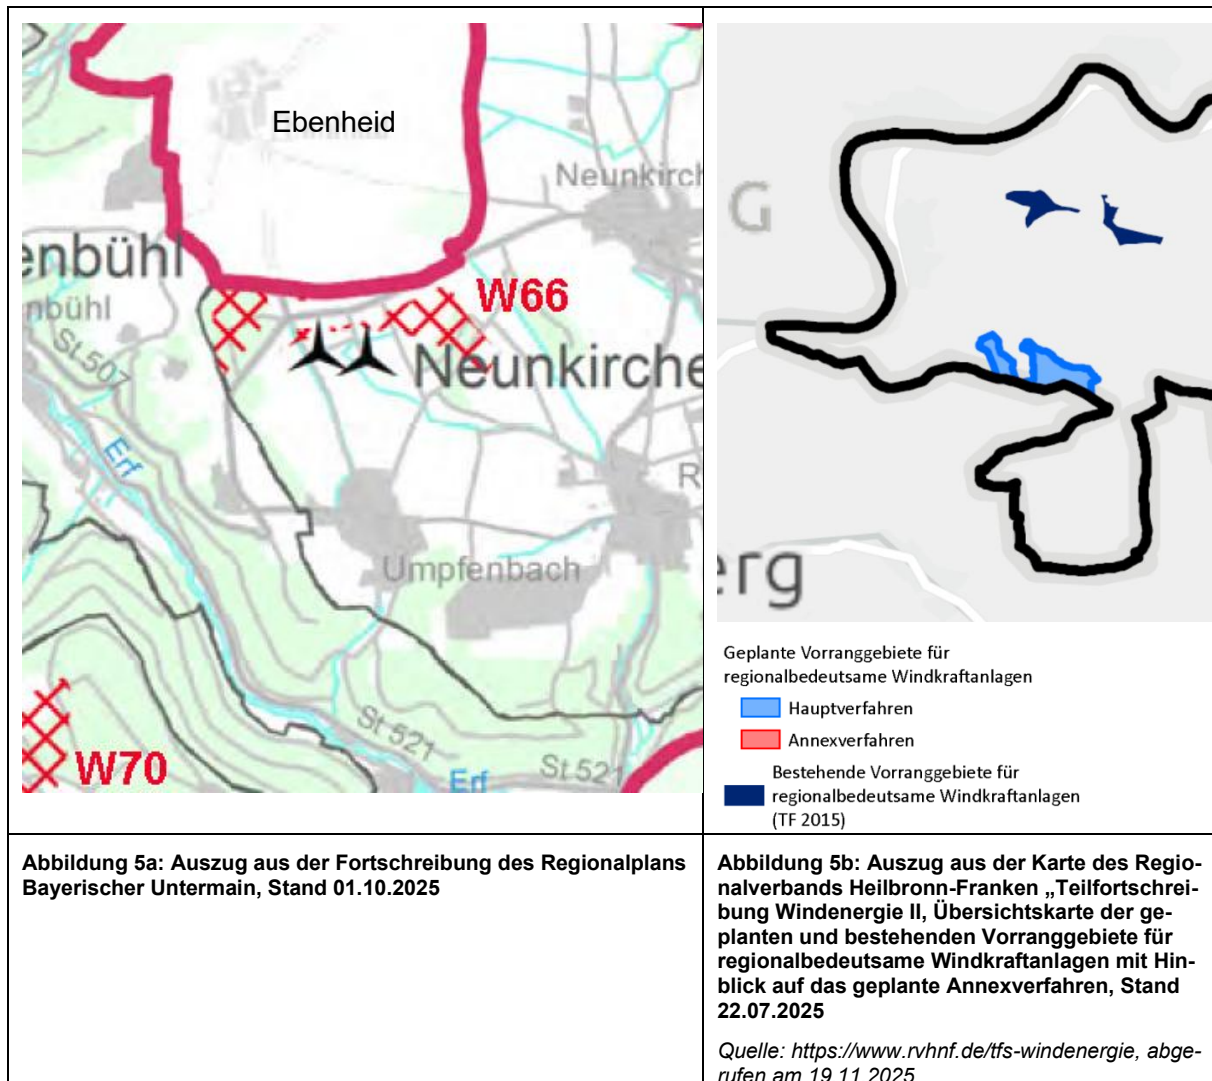 Ebenheid
Neunkirch
enbühl
nbühl
St 507
W66
Neunkirche
Erf
R
Umpfenbach
W70
St 521
Erf
St 521
G
erg
Geplante Vorranggebiete für
regionalbedeutsame Windkraftanlagen
Hauptverfahren
Annexverfahren
Bestehende Vorranggebiete für
regionalbedeutsame Windkraftanlagen
(TF 2015)
Abbildung 5a: Auszug aus der Fortschreibung des Regionalplans
Bayerischer Untermain, Stand 01.10.2025
Abbildung 5b: Auszug aus der Karte des Regio-
nalverbands Heilbronn-Franken „Teilfortschrei-
bung Windenergie II, Übersichtskarte der ge-
planten und bestehenden Vorranggebiete für
regionalbedeutsame Windkraftanlagen mit Hin-
blick auf das geplante Annexverfahren, Stand
22.07.2025
Quelle: https://www.rvhnf.de/tfs-windenergie, abge-
rufen am 19.11.2025